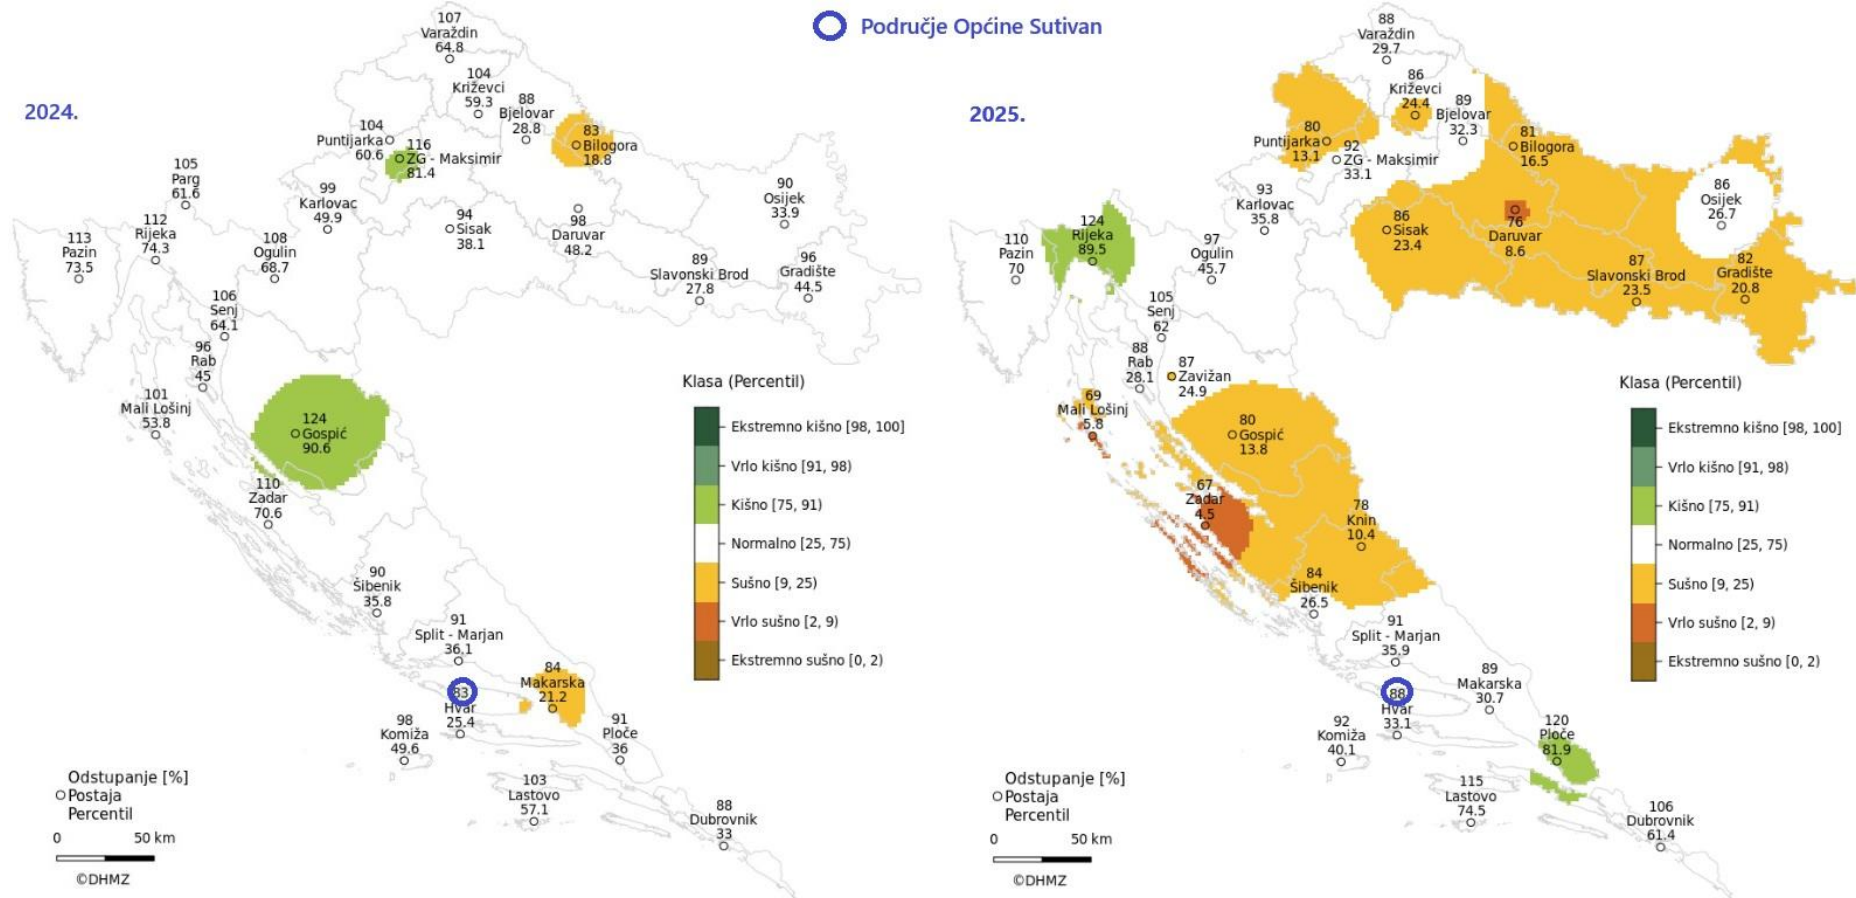 Područje Općine Sutivan
2024.
107
Varaždin
64.8
104
Križevci
59.3
88
Bjelovar
28.8
83
Bilogora
18.8
104
Puntijarka
60.6
116
ZG - Maksimir
81.4
105
Parg
61.6
99
Karlovac
49.9
94
Sisak
38.1
98
Daruvar
48.2
90
Osijek
33.9
113
Pazin
73.5
112
Rijeka
74.3
108
Ogulin
68.7
89
Slavonski Brod
27.8
96
Gradište
44.5
106
Senj
64.1
96
Rab
45
101
Mali Lošinj
53.8
124
Gospić
90.6
110
Zadar
70.6
90
Šibenik
35.8
91
Split - Marjan
36.1
83
Hvar
25.4
84
Makarska
21.2
98
Komiža
49.6
91
Ploče
36
103
Lastovo
57.1
88
Dubrovnik
33
Klasa (Percentil)
Ekstremno kišno [98, 100]
Vrlo kišno [91, 98)
Kišno [75, 91)
Normalno [25, 75)
Sušno [9, 25)
Vrlo sušno [2, 9)
Ekstremno sušno [0, 2)
Odstupanje [%]
Postaja
Percentil
0 50 km
©DHMZ
2025.
88
Varaždin
29.7
86
Križevci
24.4
89
Bjelovar
32.3
81
Bilogora
16.5
80
Puntijarka
13.1
92
ZG - Maksimir
33.1
93
Karlovac
35.8
86
Sisak
23.4
76
Daruvar
8.6
86
Osijek
26.7
124
Rijeka
89.5
110
Pazin
70
97
Ogulin
45.7
87
Slavonski Brod
23.5
82
Gradište
20.8
105
Senj
62
88
Rab
28.1
87
Zavižan
24.9
69
Mali Lošinj
5.8
80
Gospić
13.8
67
Zadar
4.5
78
Knin
10.4
84
Šibenik
26.5
91
Split - Marjan
35.9
88
Hvar
33.1
89
Makarska
30.7
92
Komiža
40.1
120
Ploče
81.9
115
Lastovo
74.5
106
Dubrovnik
61.4
Klasa (Percentil)
Ekstremno kišno [98, 100]
Vrlo kišno [91, 98)
Kišno [75, 91)
Normalno [25, 75)
Sušno [9, 25)
Vrlo sušno [2, 9)
Ekstremno sušno [0, 2)
Odstupanje [%]
Postaja
Percentil
0 50 km
©DHMZ